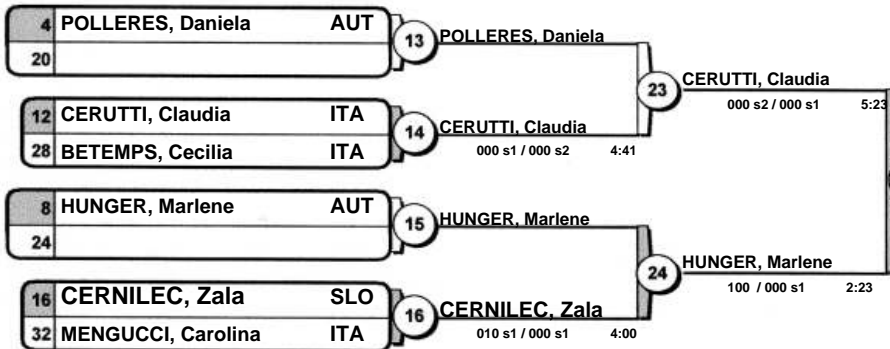 4 POLLERES, Daniela AUT
20
13
POLLERES, Daniela
12 CERUTTI, Claudia ITA
28 BETEMPS, Cecilia ITA
14
CERUTTI, Claudia
000 s1 / 000 s2 4:41
23
CERUTTI, Claudia
000 s2 / 000 s1 5:23
8 HUNGER, Marlene AUT
24
15
HUNGER, Marlene
16 CERNILEC, Zala SLO
32 MENGUCCI, Carolina ITA
16
CERNILEC, Zala
010 s1 / 000 s1 4:00
24
HUNGER, Marlene
100 / 000 s1 2:23